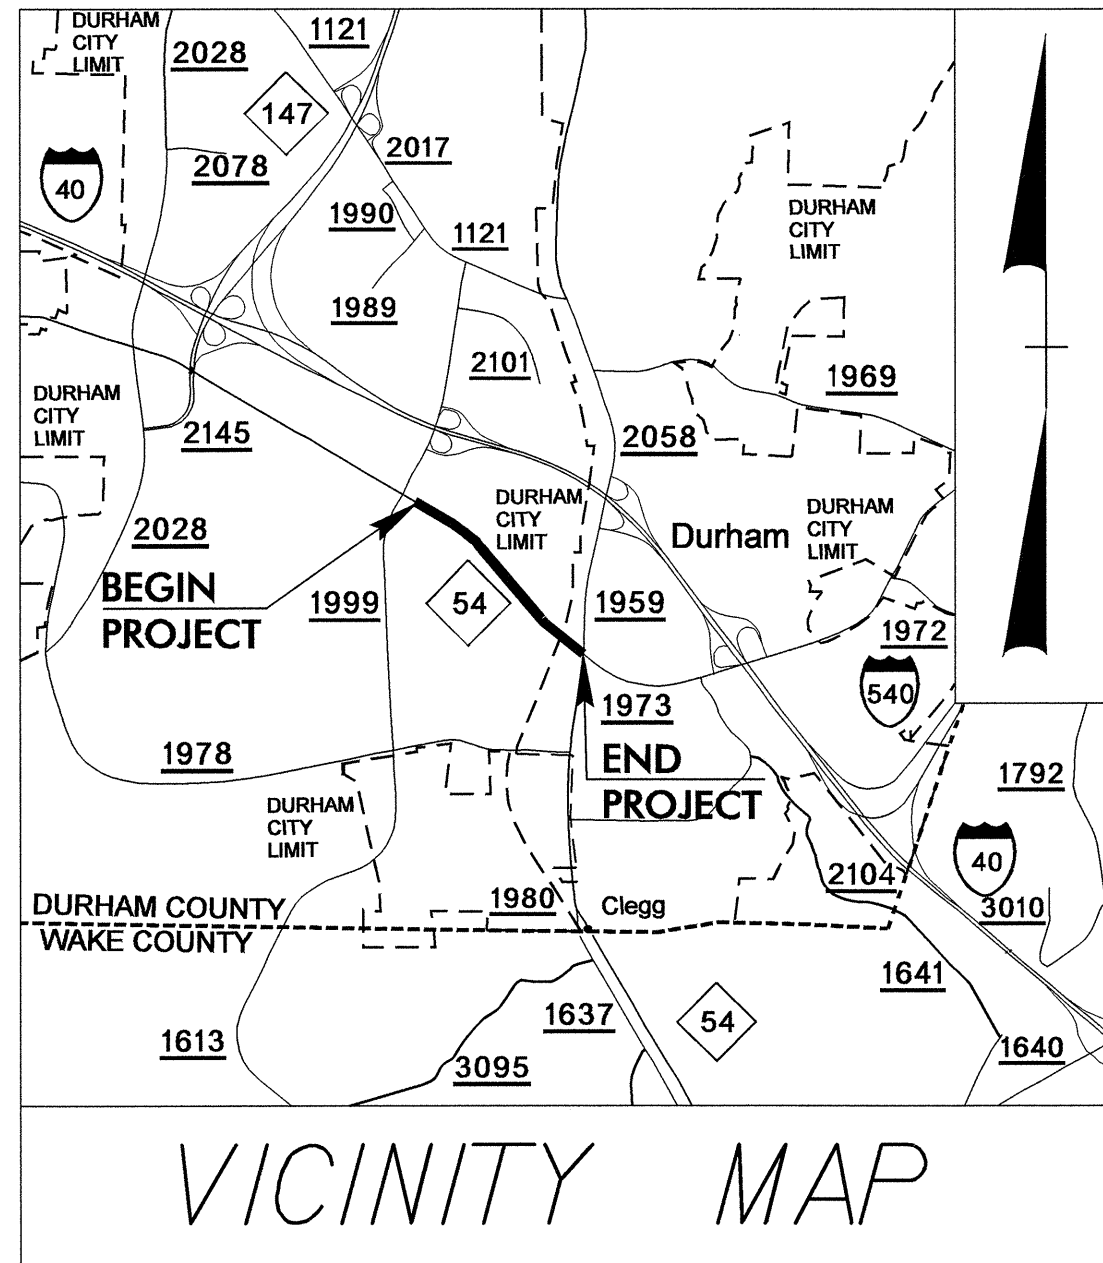 DURHAM
CITY
LIMIT
1121
2028
147
2017
2078
40
1990
1121
DURHAM
CITY
LIMIT
1989
2101
1969
DURHAM
CITY
LIMIT
2145
2058
DURHAM
CITY
LIMIT
DURHAM
CITY
LIMIT
2028
Durham
BEGIN
PROJECT
1999
54
1959
1972
540
1973
END
PROJECT
1978
1792
DURHAM
CITY
LIMIT
40
2104
1980
Clegg
3010
DURHAM COUNTY
WAKE COUNTY
1641
1637
54
1613
1640
3095
VICINITY MAP